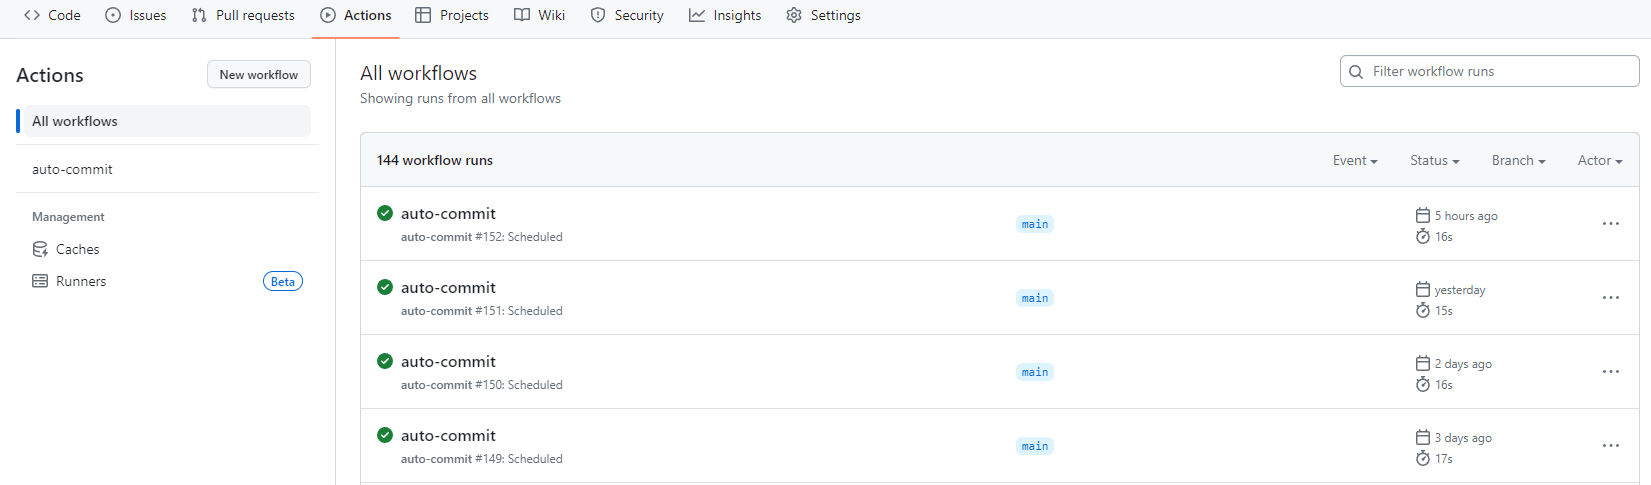 Code Issues Pull requests Actions Projects Wiki Security Insights Settings
Actions
New workflow
All workflows
auto-commit
Management
Caches
Runners Beta
All workflows
Showing runs from all workflows
Filter workflow runs
144 workflow runs Event Status Branch Actor
auto-commit
auto-commit #152: Scheduled
main
5 hours ago
16s
auto-commit
auto-commit #151: Scheduled
main
yesterday
15s
auto-commit
auto-commit #150: Scheduled
main
2 days ago
16s
auto-commit
auto-commit #149: Scheduled
main
3 days ago
17s